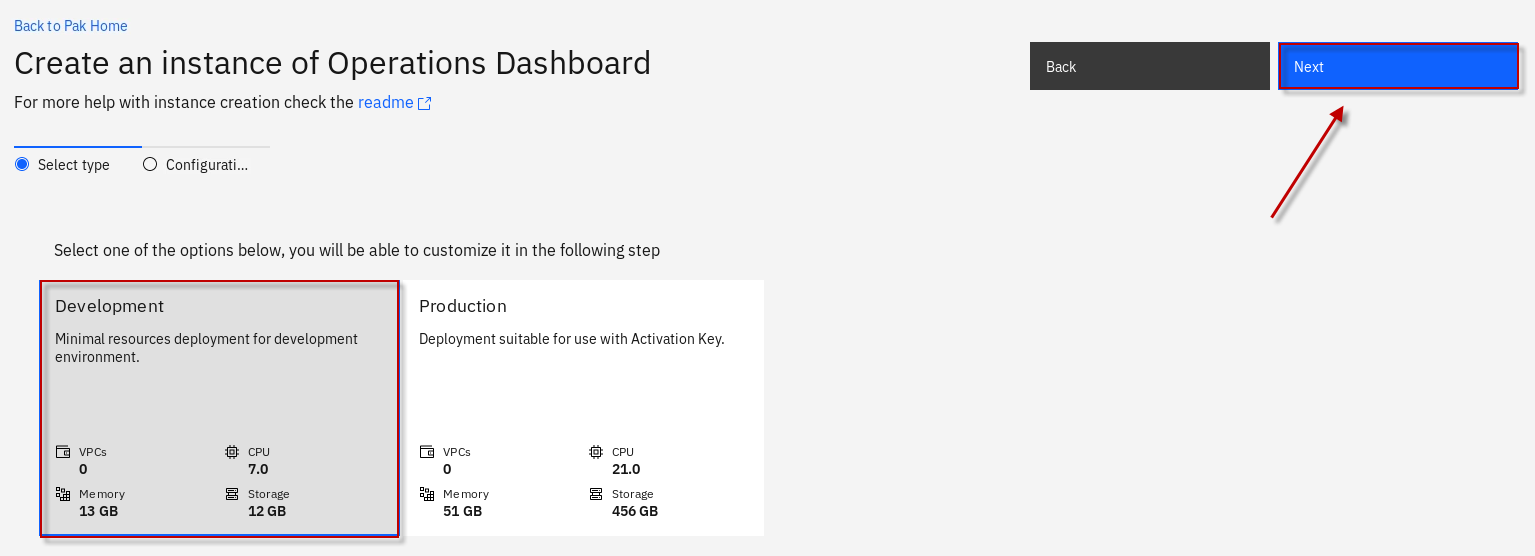 Back to Pak Home
Create an instance of Operations Dashboard
Back
Next
For more help with instance creation check the readme
Select type
Configurati...
Select one of the options below, you will be able to customize it in the following step
Development
Minimal resources deployment for development
environment.
VPCs
0
CPU
7.0
Memory
13 GB
Storage
12 GB
Production
Deployment suitable for use with Activation Key.
VPCs
0
CPU
21.0
Memory
51 GB
Storage
456 GB